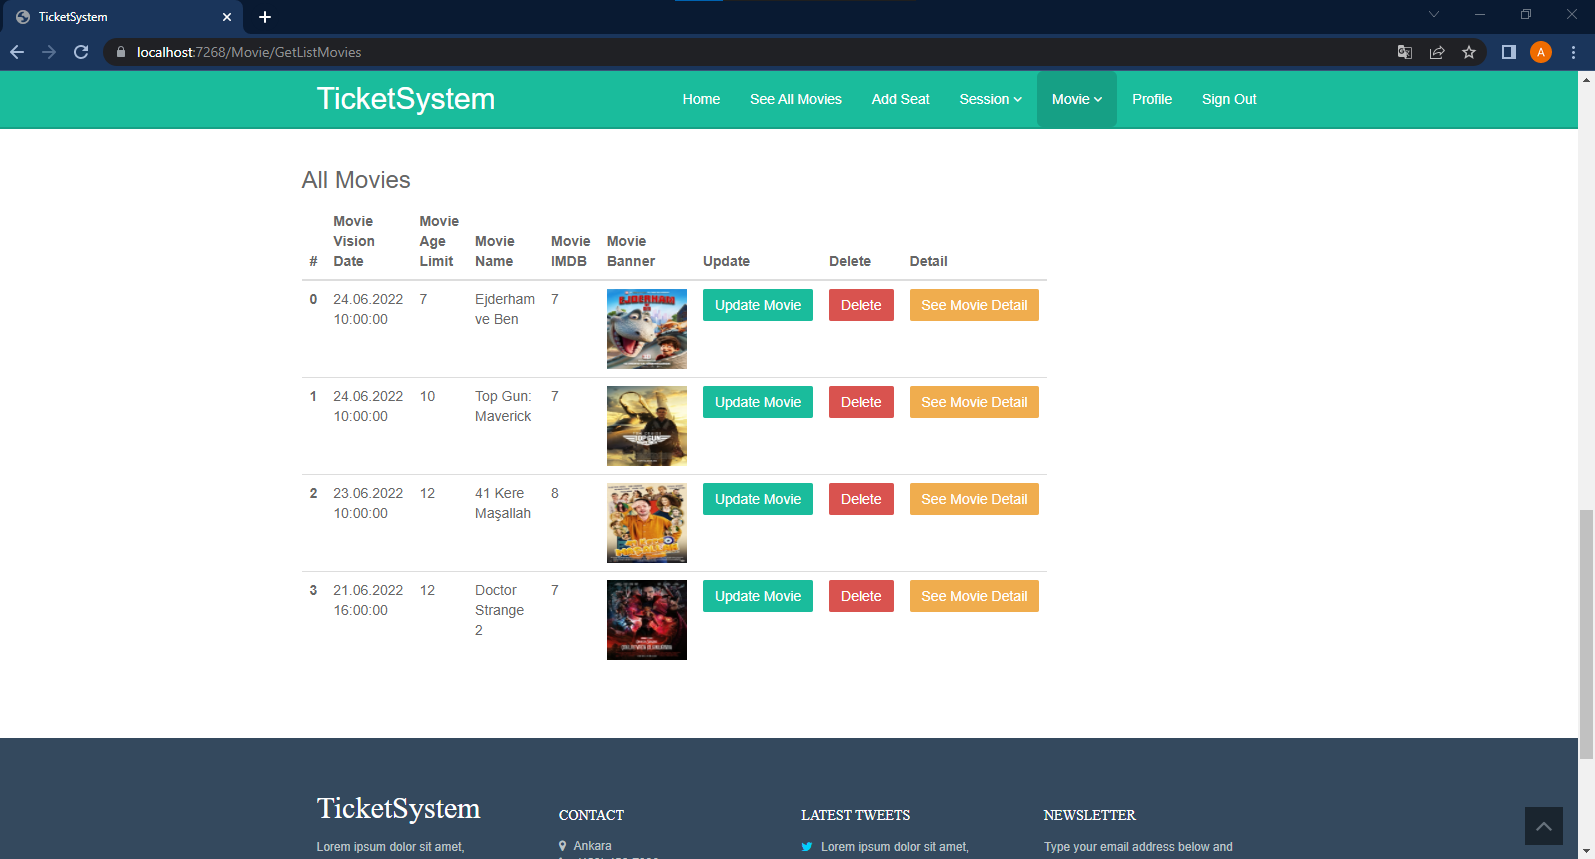 TicketSystem
localhost:7268/Movie/GetListMovies
A
TicketSystem
Home See All Movies Add Seat Session Movie Profile Sign Out
All Movies
# Movie Vision Date Movie Age Limit Movie Name Movie IMDB Movie Banner Update Delete Detail
0 24.06.2022 7 Ejderham 7 Update Movie Delete See Movie Detail
10:00:00 ve Ben
EJDERHAM
1 24.06.2022 10 Top Gun: 7 Update Movie Delete See Movie Detail
10:00:00 Maverick
TOP GUN
2 23.06.2022 12 41 Kere 8 Update Movie Delete See Movie Detail
10:00:00 Maşallah
3 21.06.2022 12 Doctor 7 Update Movie Delete See Movie Detail
16:00:00 Strange
2
TicketSystem
Lorem ipsum dolor sit amet,
CONTACT
Ankara
LATEST TWEETS
Lorem ipsum dolor sit amet,
NEWSLETTER
Type your email address below and